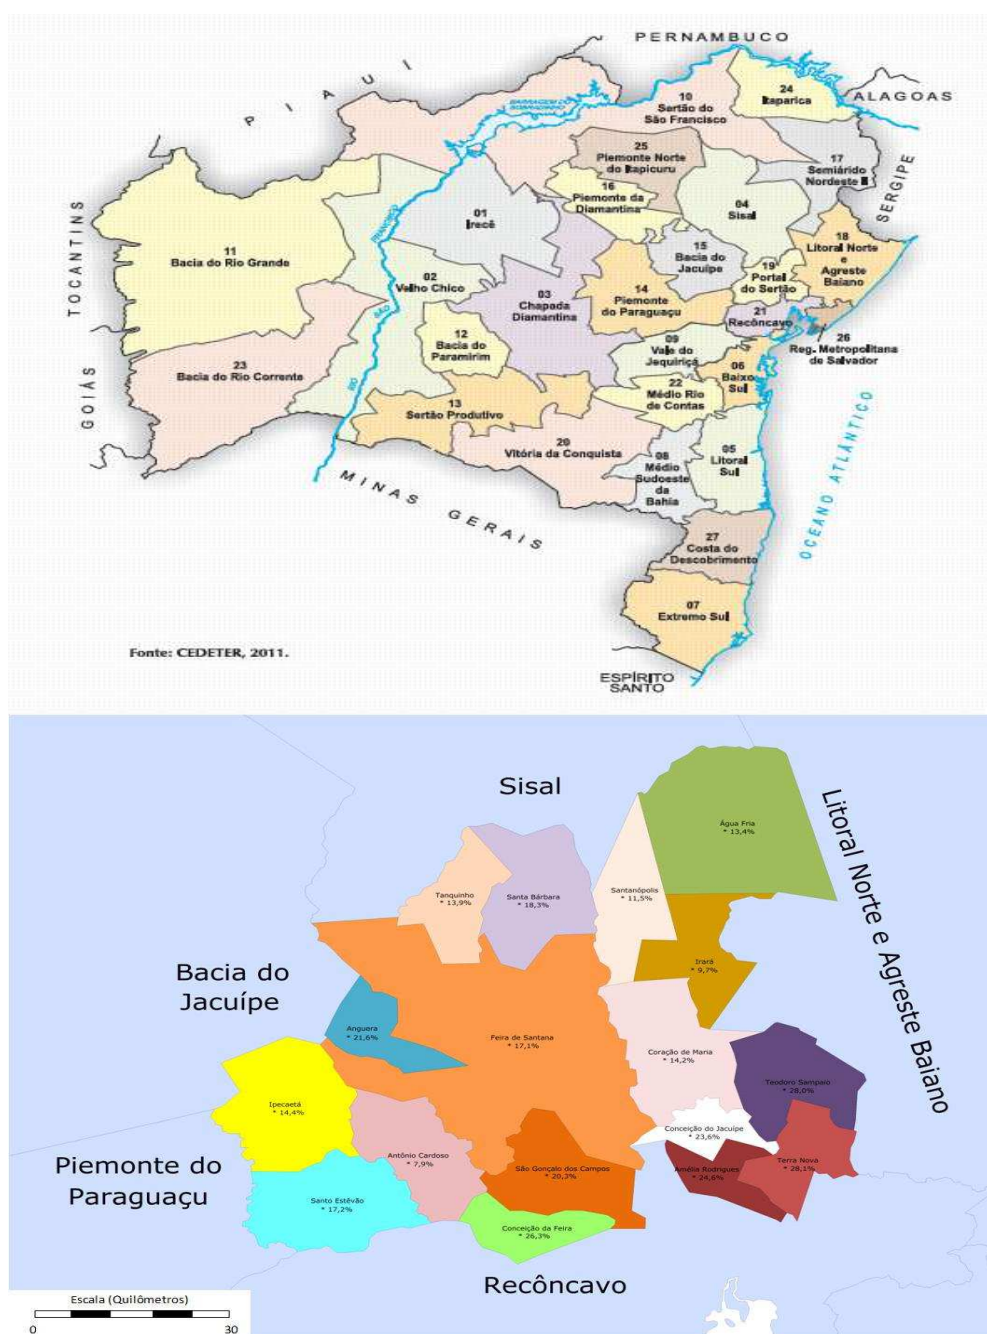 PERNAMBUCO
PIAUI
ALAGOAS
SERGIPE
TOCANTINS
GOIÁS
MINAS GERAIS
ESPÍRITO
SANTO
OCEANO ATLÂNTICO
BARRAGEM DO
SOBRADINHO
RIO
SÃO
FRANCISCO
24
Itaparica
10
Sertão do
São Francisco
25
Piemonte Norte
do Itapicuru
17
Semiárido
Nordeste II
16
Piemonte da
Diamantina
04
Sisal
01
Irecê
11
Bacia do Rio Grande
18
Litoral Norte
e
Agreste
Baiano
15
Bacia do
Jacuípe
19
Portal
do Sertão
02
Velho Chico
03
Chapada
Diamantina
14
Piemonte
do Paraguaçu
21
Recôncavo
26
Reg. Metropolitana
de Salvador
12
Bacia do
Paramirim
09
Vale do
Jequiriçá
06
Baixo
Sul
23
Bacia do Rio Corrente
22
Médio Rio
de Contas
13
Sertão Produtivo
20
Vitória da Conquista
08
Médio
Sudoeste
da
Bahia
05
Litoral
Sul
27
Costa do
Descobrimento
07
Extremo Sul
Fonte: CEDETER, 2011.
Sisal
Litoral Norte e Agreste Baiano
Bacia do
Jacuípe
Piemonte do
Paraguaçu
Recôncavo
Água Fria
* 13,4%
Tanquinho
* 13,9%
Santa Bárbara
* 18,3%
Santanópolis
* 11,5%
Irará
* 9,7%
Anguera
* 21,6%
Feira de Santana
* 17,1%
Coração de Maria
* 14,2%
Teodoro Sampaio
* 28,0%
Ipecaetá
* 14,4%
Conceição do Jacuípe
* 23,6%
Antônio Cardoso
* 7,9%
São Gonçalo dos Campos
* 20,3%
Amélia Rodrigues
* 24,6%
Terra Nova
* 28,1%
Santo Estêvão
* 17,2%
Conceição da Feira
* 26,3%
Escala (Quilômetros)
0 30